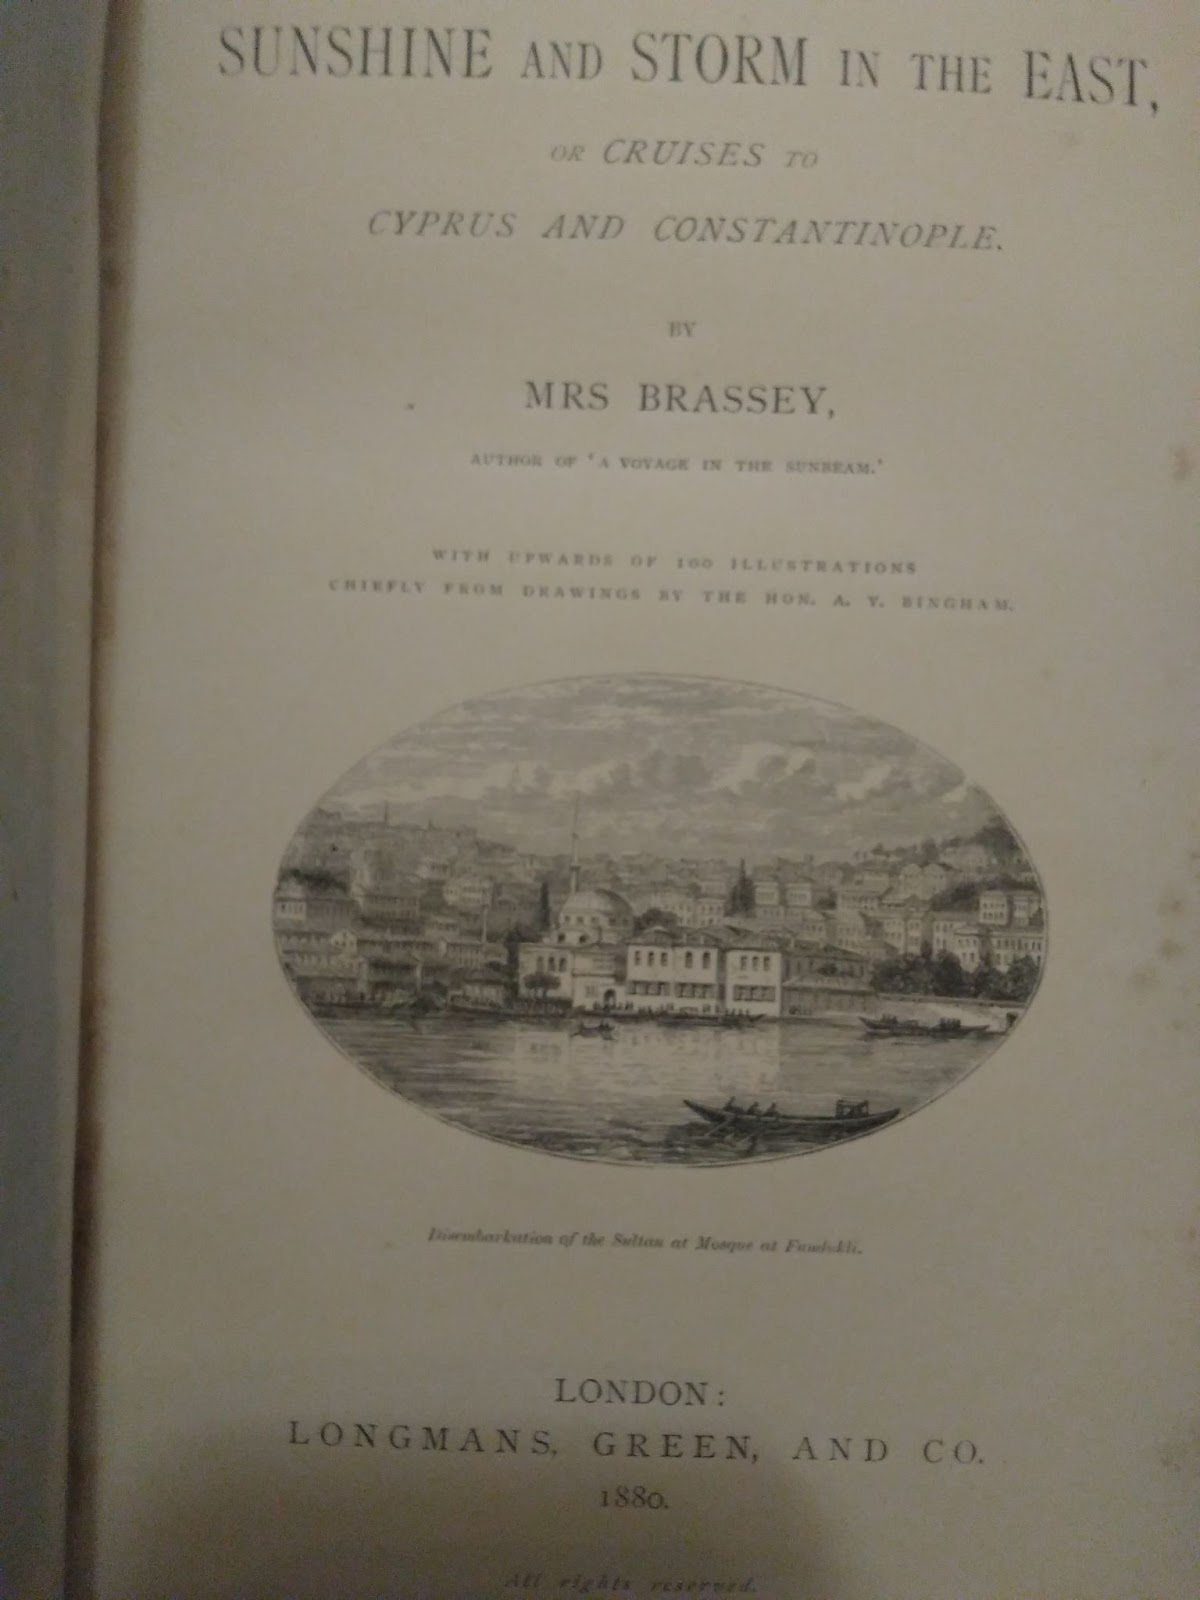 SUNSHINE AND STORM IN THE EAST,
OR CRUISES TO
CYPRUS AND CONSTANTINOPLE.
BY
MRS BRASSEY,
AUTHOR OF 'A VOYAGE IN THE SUNBEAM.'
WITH UPWARDS OF 100 ILLUSTRATIONS
CHIEFLY FROM DRAWINGS BY THE HON. A. Y. BINGHAM.
Disembarkation of the Sultan at Mosque at Fundukli.
LONDON:
LONGMANS, GREEN, AND CO.
1880.
All rights reserved.